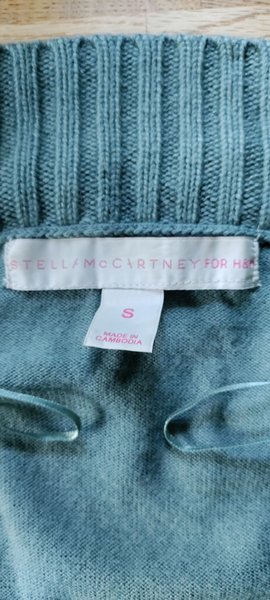 STELLA McCARTNEY FOR H&M
S
MADE IN
CAMBODIA